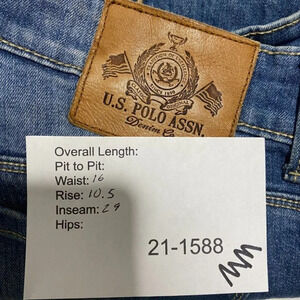 U.S. POLO ASSN.
Denim Co.
Overall Length:
Pit to Pit:
Waist: 16
Rise: 10.5
Inseam: 29
Hips:
21-1588